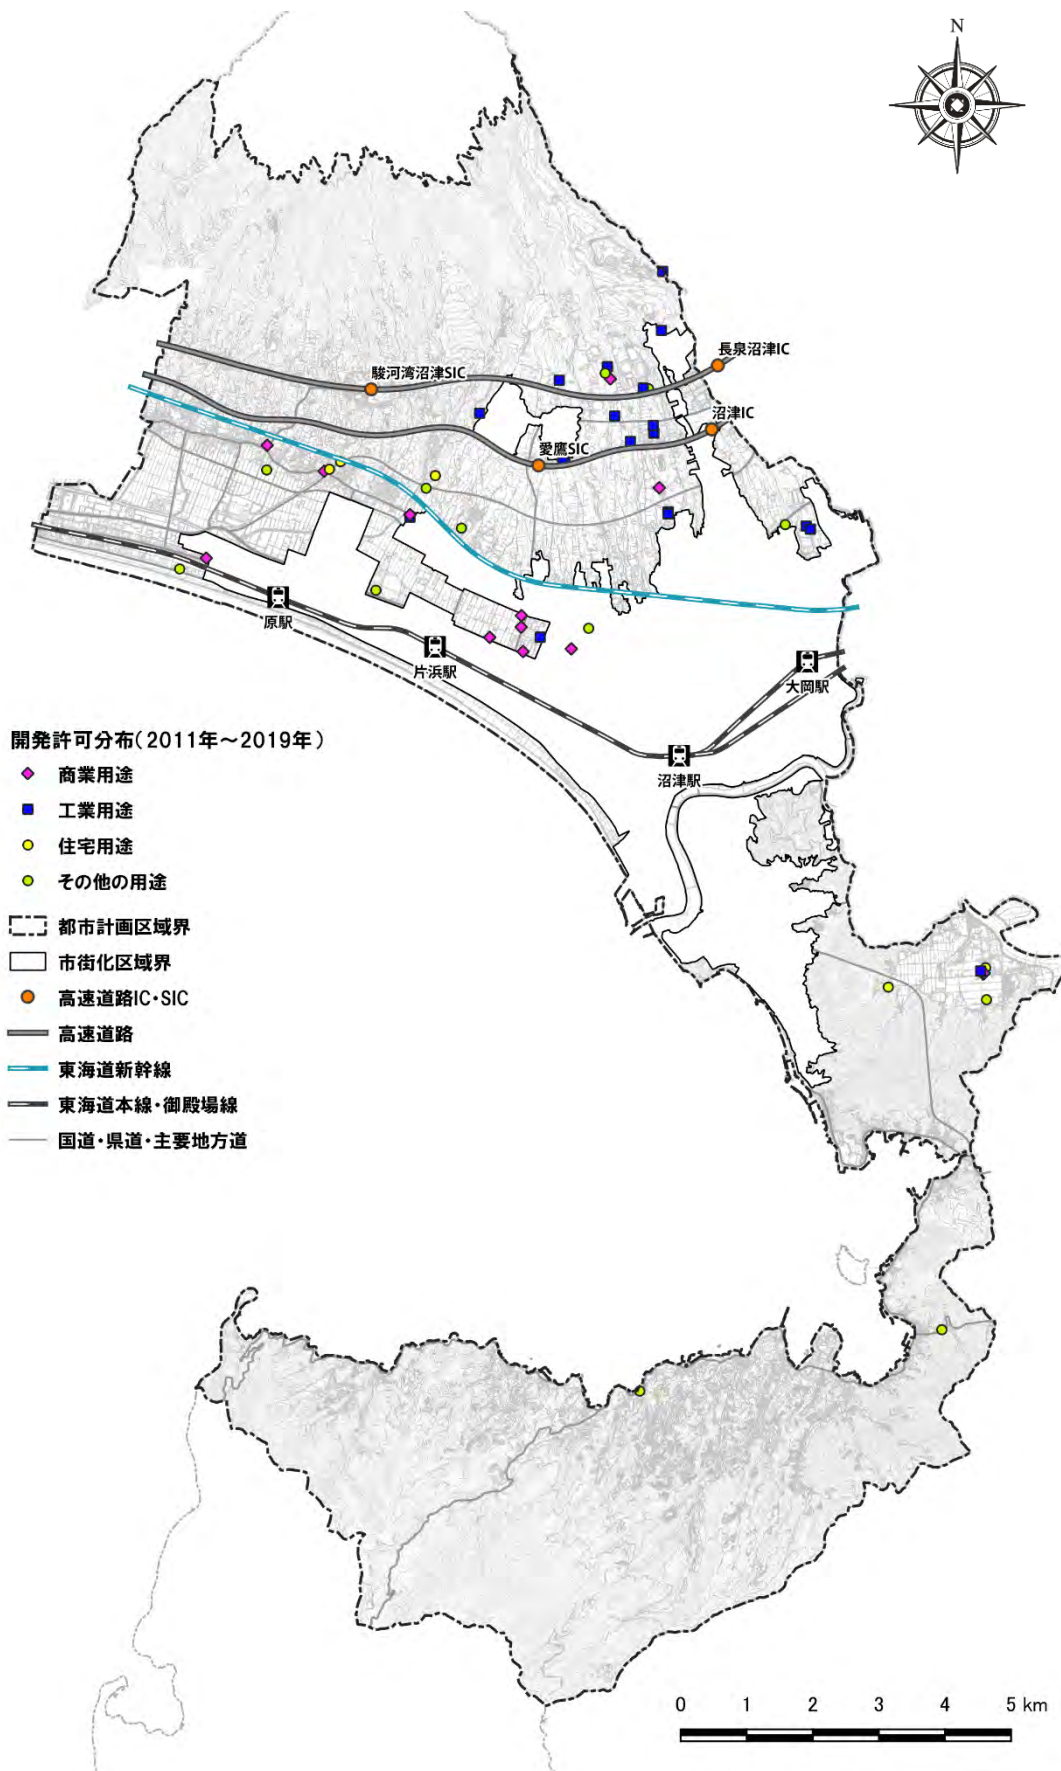 N
長泉沼津IC
駿河湾沼津SIC
沼津IC
愛鷹SIC
原駅
片浜駅
大岡駅
沼津駅
開発許可分布(2011年～2019年)
商業用途
工業用途
住宅用途
その他の用途
都市計画区域界
市街化区域界
高速道路IC・SIC
高速道路
東海道新幹線
東海道本線・御殿場線
国道・県道・主要地方道
0 1 2 3 4 5 km